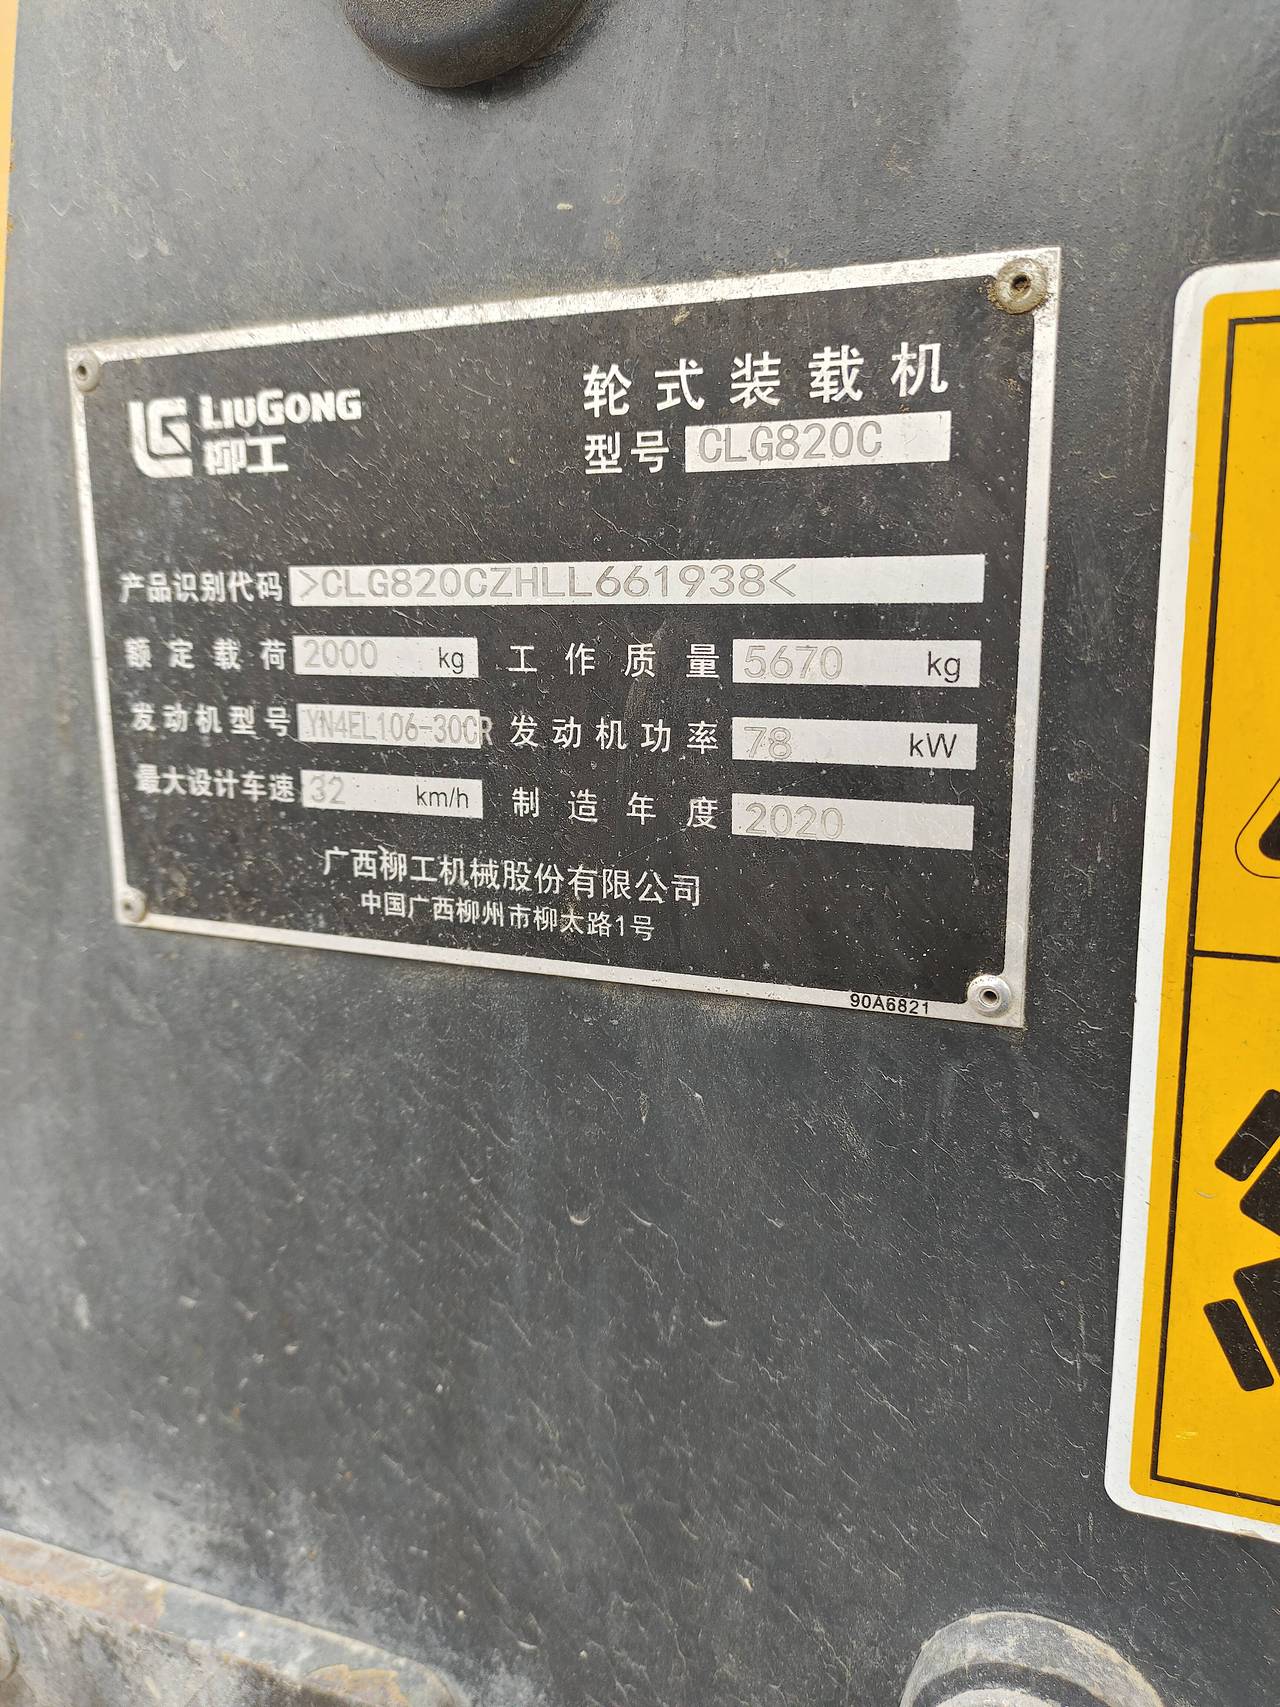 LIUGONG
柳工
轮式装载机
型号 CLG820C
产品识别代码 >CLG820CZHLL661938<
额定载荷 2000 kg 工作质量 5670 kg
发动机型号 YN4EL106-30CR 发动机功率 78 kW
最大设计车速 32 km/h 制造年度 2020
广西柳工机械股份有限公司
中国广西柳州市柳太路1号
90A6821